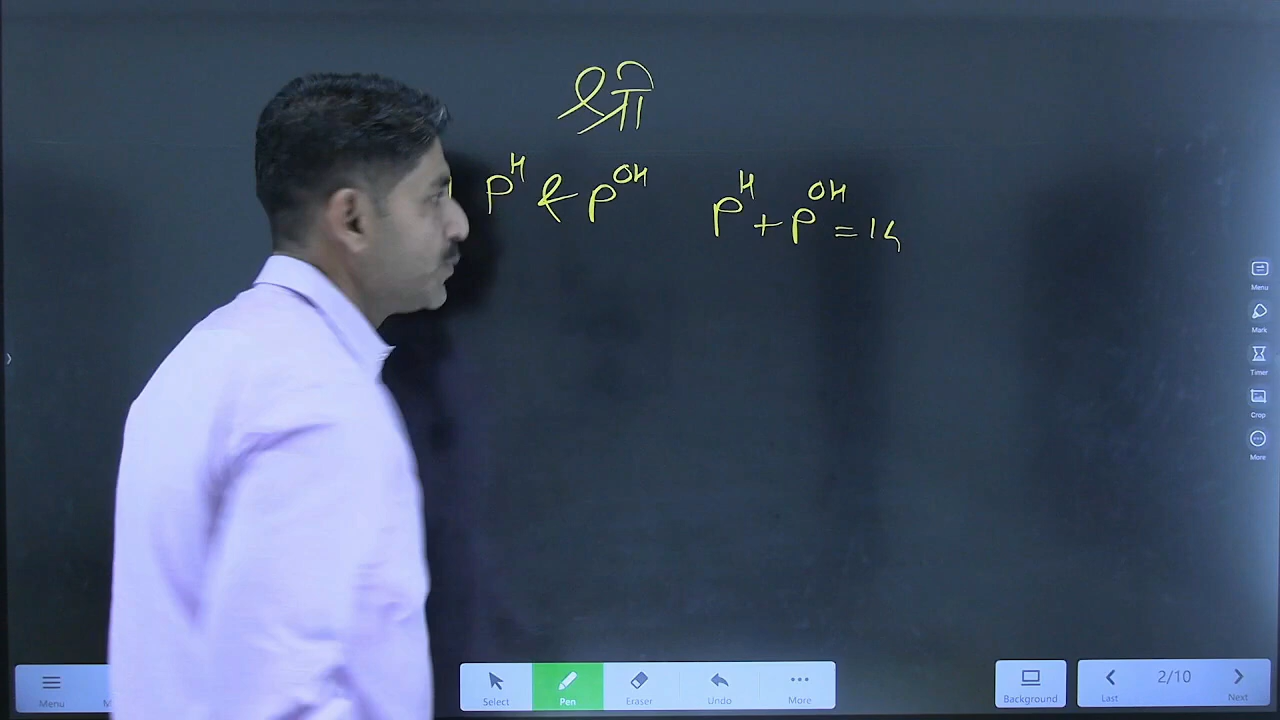 श्री
pH & pOH pH + pOH = 14
Menu
Mark
Timer
Crop
More
Menu Select Pen Eraser Undo More Background Last 2/10 Next